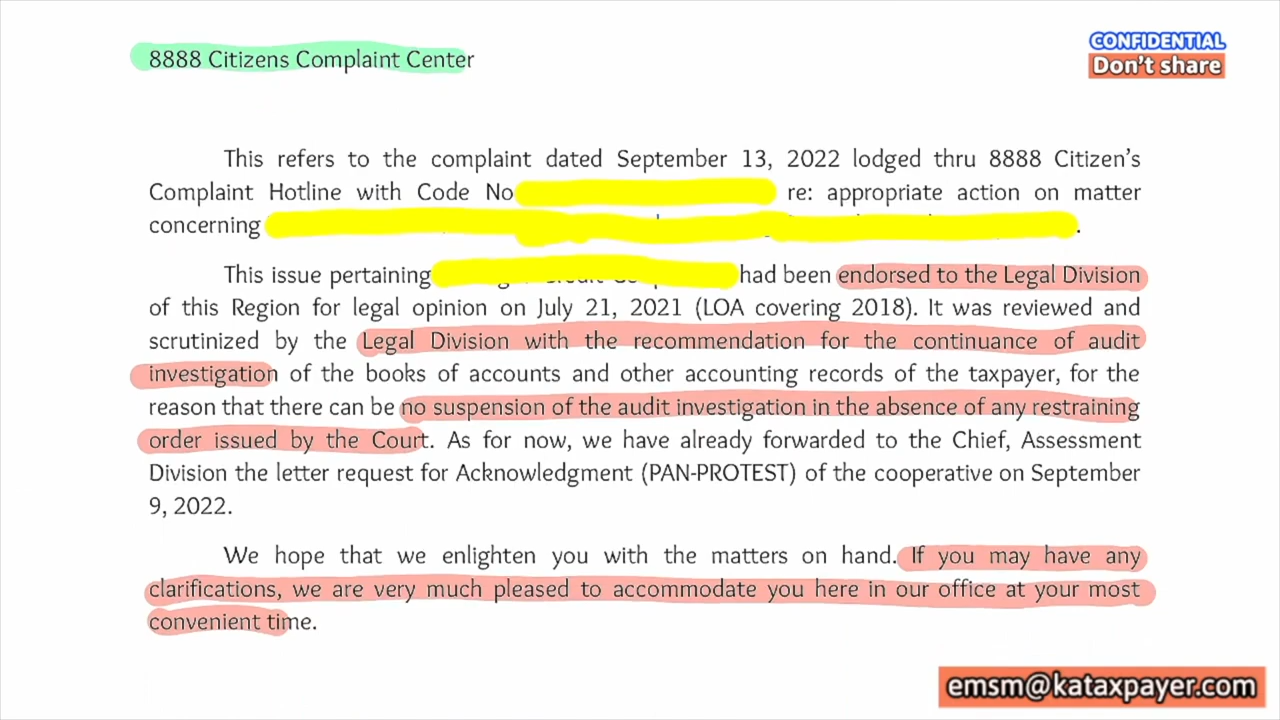 8888 Citizens Complaint Center
CONFIDENTIAL
Don't share
This refers to the complaint dated September 13, 2022 lodged thru 8888 Citizen's
Complaint Hotline with Code No re: appropriate action on matter
concerning .
This issue pertaining had been endorsed to the Legal Division
of this Region for legal opinion on July 21, 2021 (LOA covering 2018). It was reviewed and
scrutinized by the Legal Division with the recommendation for the continuance of audit
investigation of the books of accounts and other accounting records of the taxpayer, for the
reason that there can be no suspension of the audit investigation in the absence of any restraining
order issued by the Court. As for now, we have already forwarded to the Chief, Assessment
Division the letter request for Acknowledgment (PAN-PROTEST) of the cooperative on September
9, 2022.
We hope that we enlighten you with the matters on hand. If you may have any
clarifications, we are very much pleased to accommodate you here in our office at your most
convenient time.
emsm@kataxpayer.com